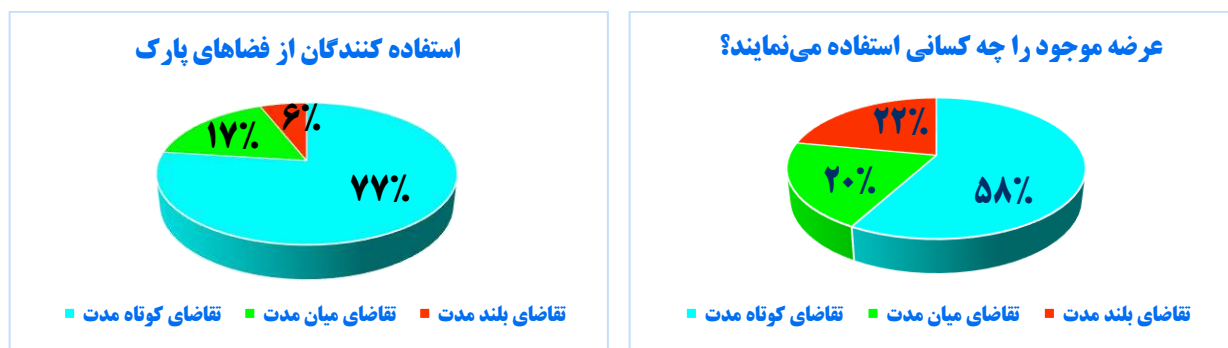 عرضه موجود را چه کسانی استفاده می‌نمایند؟
۲۲%
۲۰%
۵۸%
تقاضای بلند مدت
تقاضای میان مدت
تقاضای کوتاه مدت
استفاده کنندگان از فضاهای پارک
۶%
۱۷%
۷۷%
تقاضای بلند مدت
تقاضای میان مدت
تقاضای کوتاه مدت